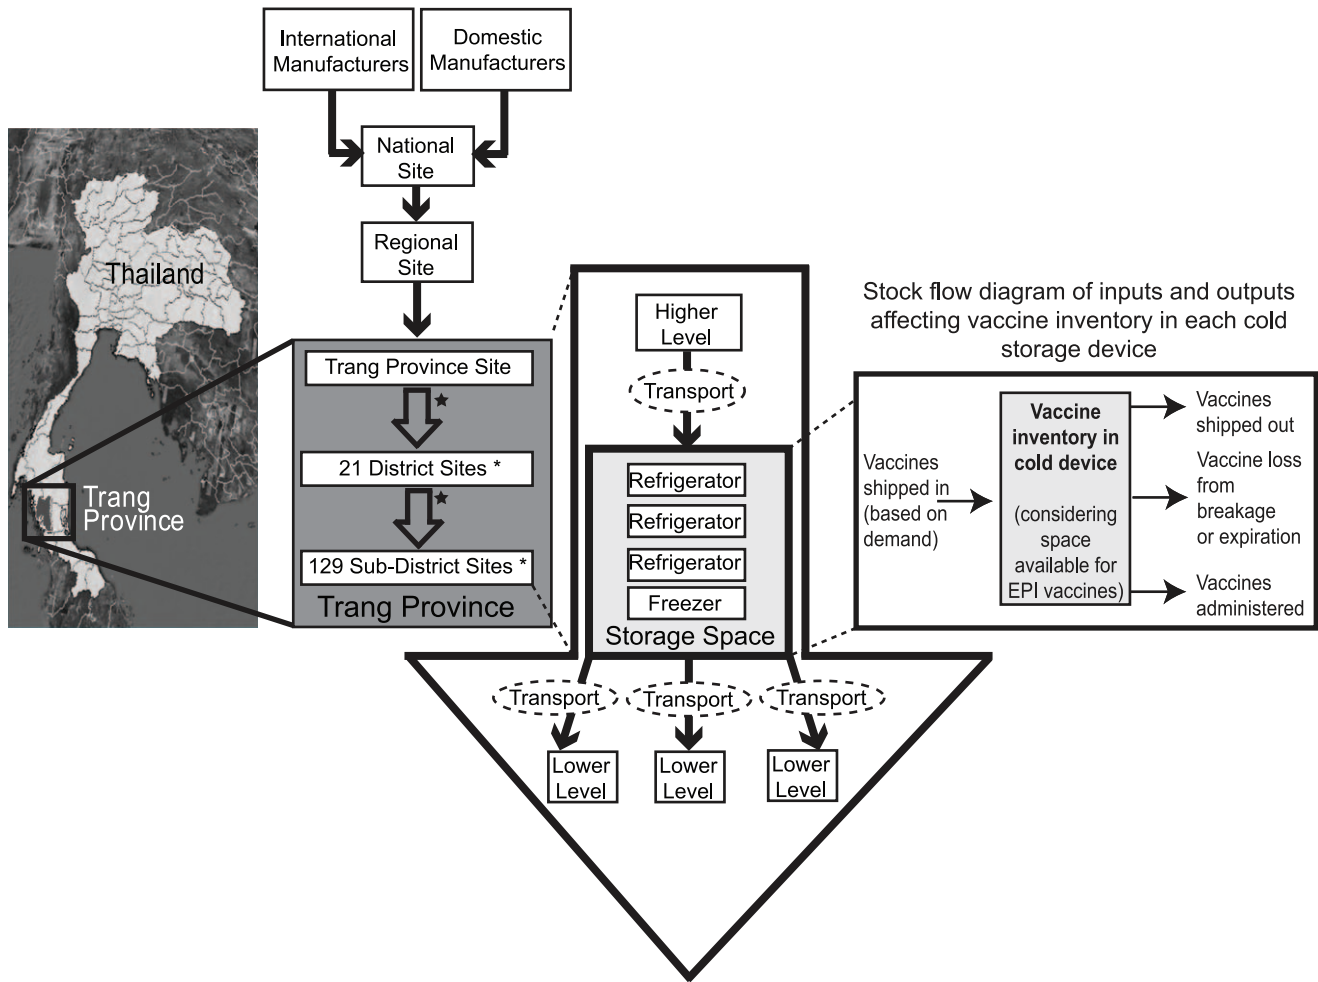 International
Manufacturers
Domestic
Manufacturers
National
Site
Regional
Site
Thailand
Trang
Province
Trang Province Site
★
21 District Sites *
★
129 Sub-District Sites *
Trang Province
Higher
Level
Transport
Refrigerator
Refrigerator
Refrigerator
Freezer
Storage Space
Transport
Transport
Transport
Lower
Level
Lower
Level
Lower
Level
Stock flow diagram of inputs and outputs
affecting vaccine inventory in each cold
storage device
Vaccines
shipped in
(based on
demand)
Vaccine
inventory in
cold device
(considering
space
available for
EPI vaccines)
Vaccines
shipped out
Vaccine loss
from
breakage
or expiration
Vaccines
administered